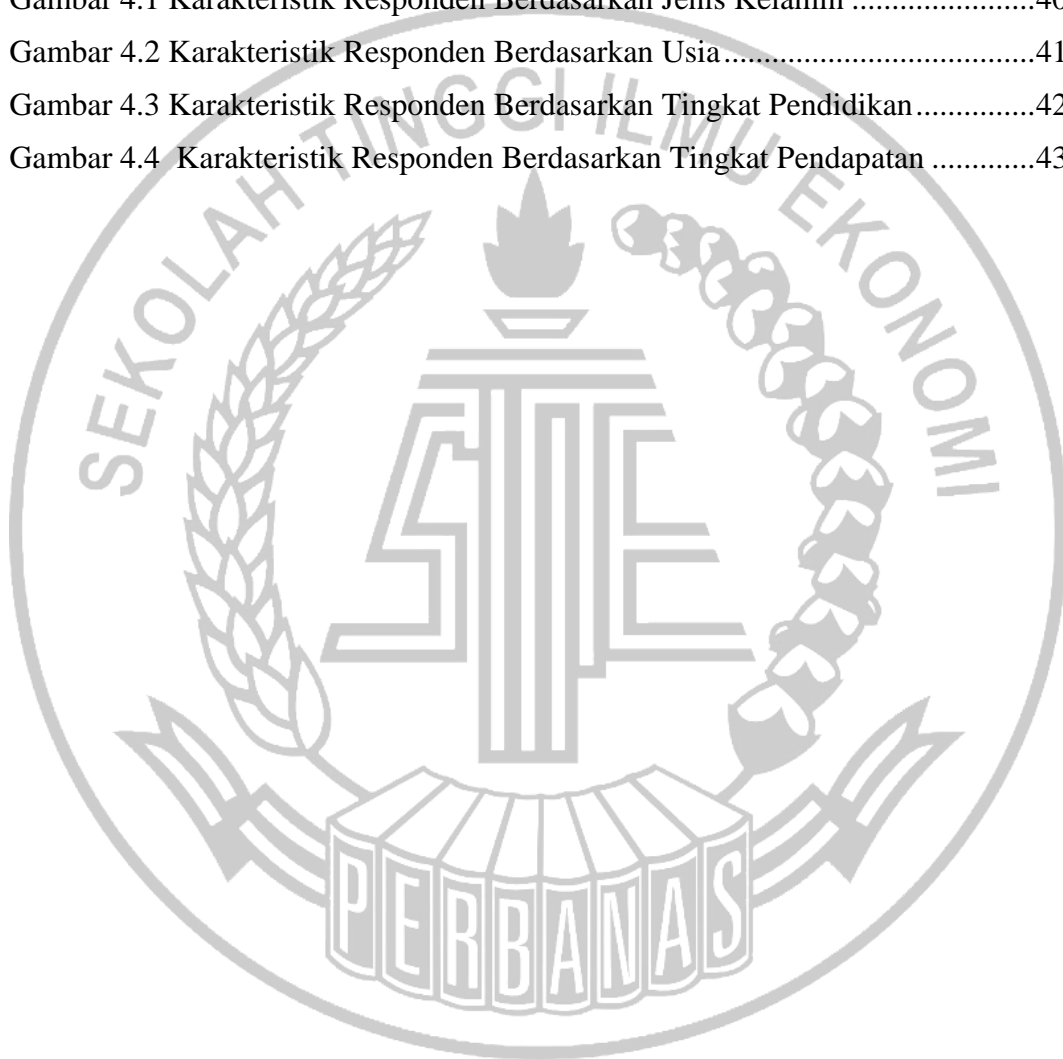 Gambar 4.1 Karakteristik Responden Berdasarkan Jenis Kelamin ........................40
Gambar 4.2 Karakteristik Responden Berdasarkan Usia.........................................41
Gambar 4.3 Karakteristik Responden Berdasarkan Tingkat Pendidikan...............42
Gambar 4.4  Karakteristik Responden Berdasarkan Tingkat Pendapatan .............43
SEKOLAH TINGGI ILMU EKONOMI
STIE
PERBANAS